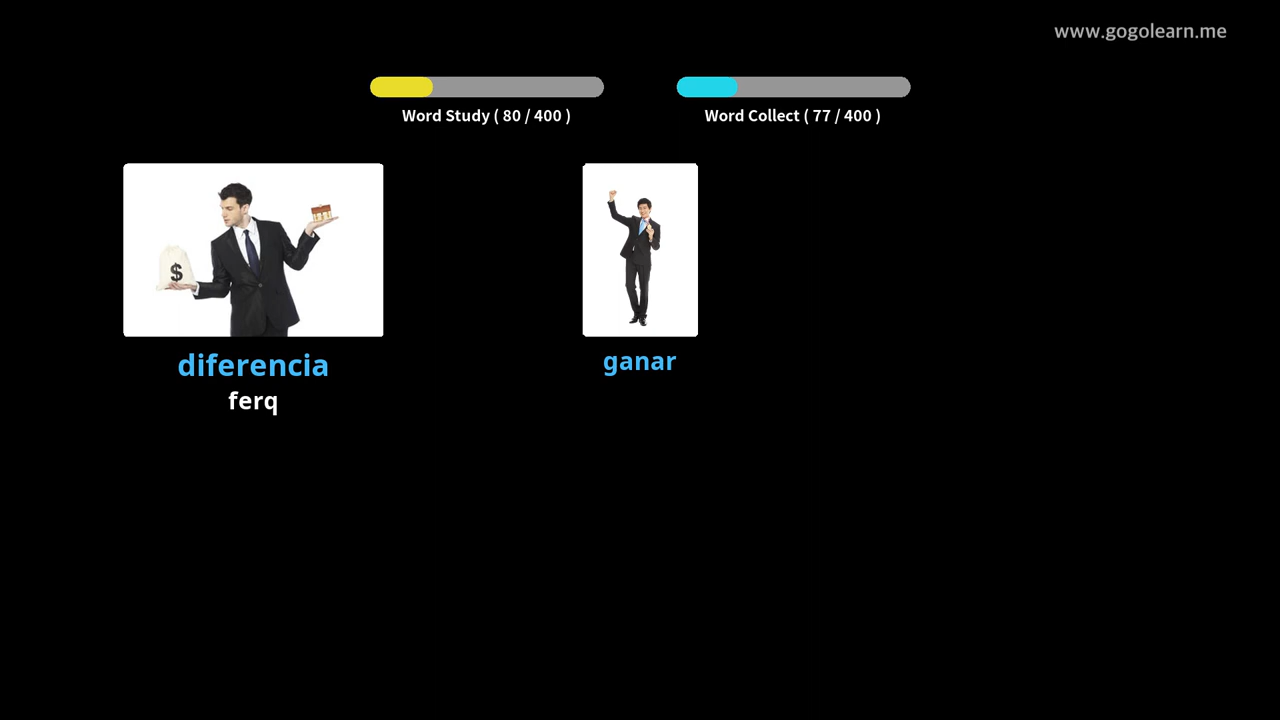 www.gogolearn.me
Word Study ( 80 / 400 )
Word Collect ( 77 / 400 )
$
diferencia
ferq
ganar